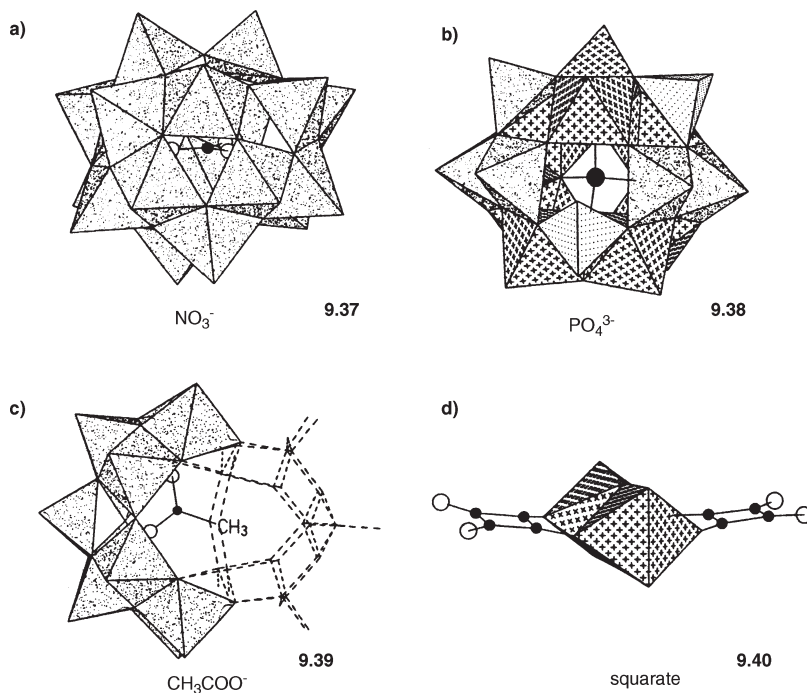 a)
b)
NO₃⁻
9.37
PO₄³⁻
9.38
c)
d)
CH₃
9.39
CH₃COO⁻
9.40
squarate